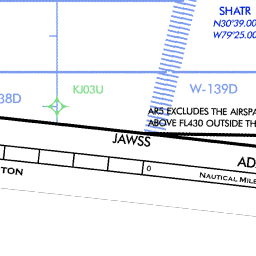 SHATR
N30°39.00
W79°25.00
KJ03U
W-139D
38D
AR5 EXCLUDES THE AIRSPA
ABOVE FL430 OUTSIDE TH
JAWSS
AD
0
TON
NAUTICAL MILE